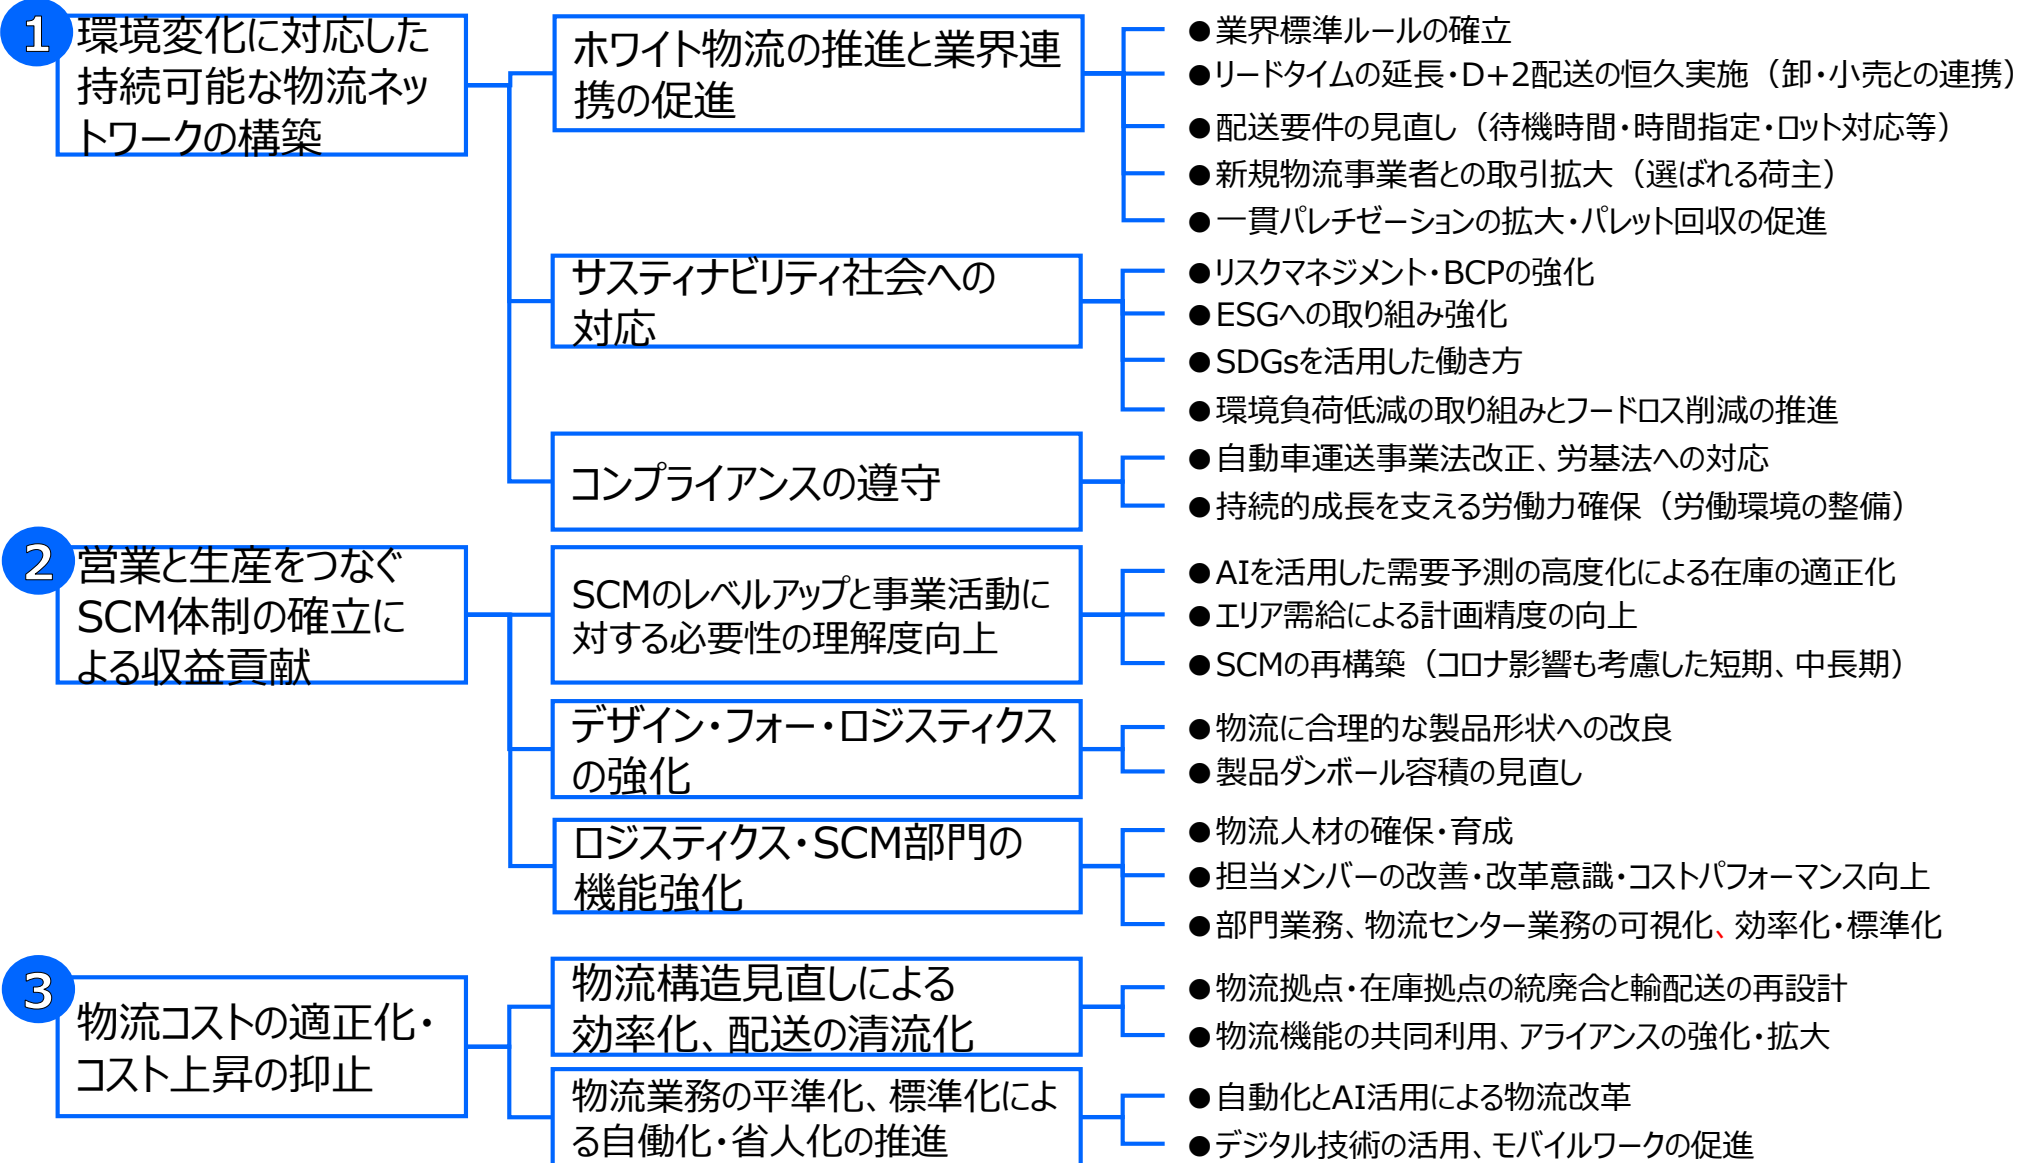 1
環境変化に対応した
持続可能な物流ネッ
トワークの構築
ホワイト物流の推進と業界連
携の促進
●業界標準ルールの確立
●リードタイムの延長・D+2配送の恒久実施（卸・小売との連携）
●配送要件の見直し（待機時間・時間指定・ロット対応等）
●新規物流事業者との取引拡大（選ばれる荷主）
●一貫パレチゼーションの拡大・パレット回収の促進
サスティナビリティ社会への
対応
●リスクマネジメント・BCPの強化
●ESGへの取り組み強化
●SDGsを活用した働き方
●環境負荷低減の取り組みとフードロス削減の推進
コンプライアンスの遵守
●自動車運送事業法改正、労基法への対応
●持続的成長を支える労働力確保（労働環境の整備）
2
営業と生産をつなぐ
SCM体制の確立に
よる収益貢献
SCMのレベルアップと事業活動に
対する必要性の理解度向上
●AIを活用した需要予測の高度化による在庫の適正化
●エリア需給による計画精度の向上
●SCMの再構築（コロナ影響も考慮した短期、中長期）
デザイン・フォー・ロジスティクス
の強化
●物流に合理的な製品形状への改良
●製品ダンボール容積の見直し
ロジスティクス・SCM部門の
機能強化
●物流人材の確保・育成
●担当メンバーの改善・改革意識・コストパフォーマンス向上
●部門業務、物流センター業務の可視化、効率化・標準化
3
物流コストの適正化・
コスト上昇の抑止
物流構造見直しによる
効率化、配送の清流化
●物流拠点・在庫拠点の統廃合と輸配送の再設計
●物流機能の共同利用、アライアンスの強化・拡大
物流業務の平準化、標準化によ
る自働化・省人化の推進
●自動化とAI活用による物流改革
●デジタル技術の活用、モバイルワークの促進